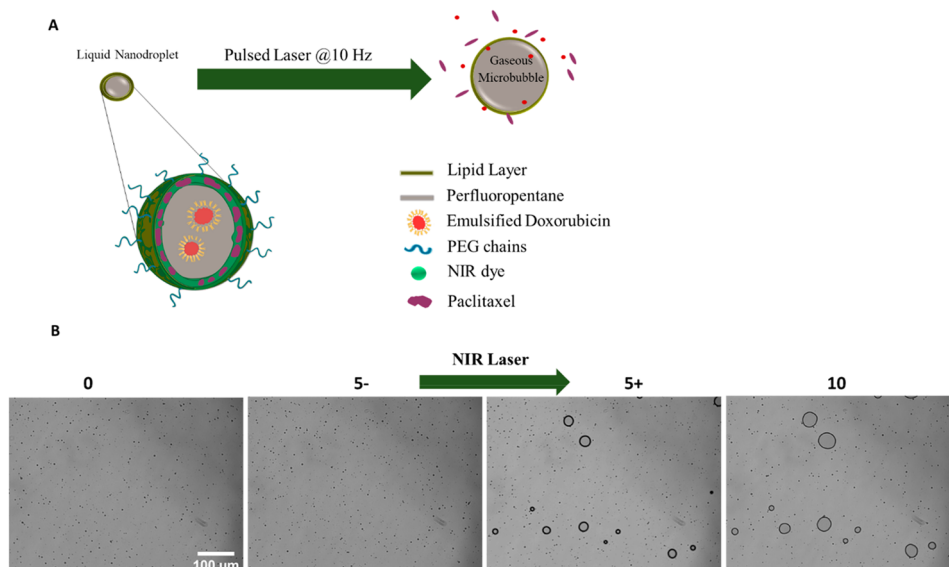 A
Liquid Nanodroplet
Pulsed Laser @10 Hz
Gaseous
Microbubble
Lipid Layer
Perfluoropentane
Emulsified Doxorubicin
PEG chains
NIR dye
Paclitaxel
B
NIR Laser
0
5-
5+
10
100 µm